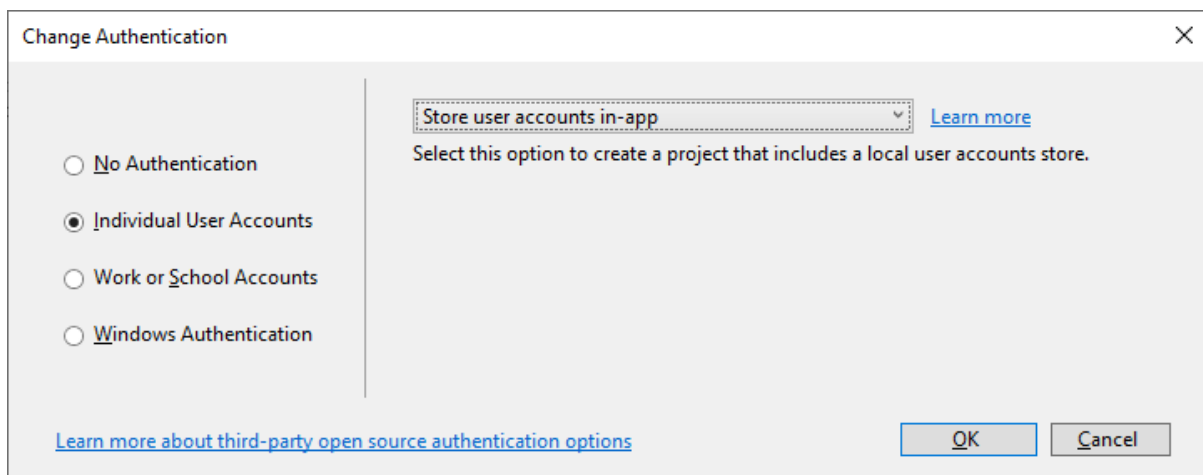 Change Authentication
Store user accounts in-app
Learn more
Select this option to create a project that includes a local user accounts store.
No Authentication
Individual User Accounts
Work or School Accounts
Windows Authentication
Learn more about third-party open source authentication options
OK
Cancel